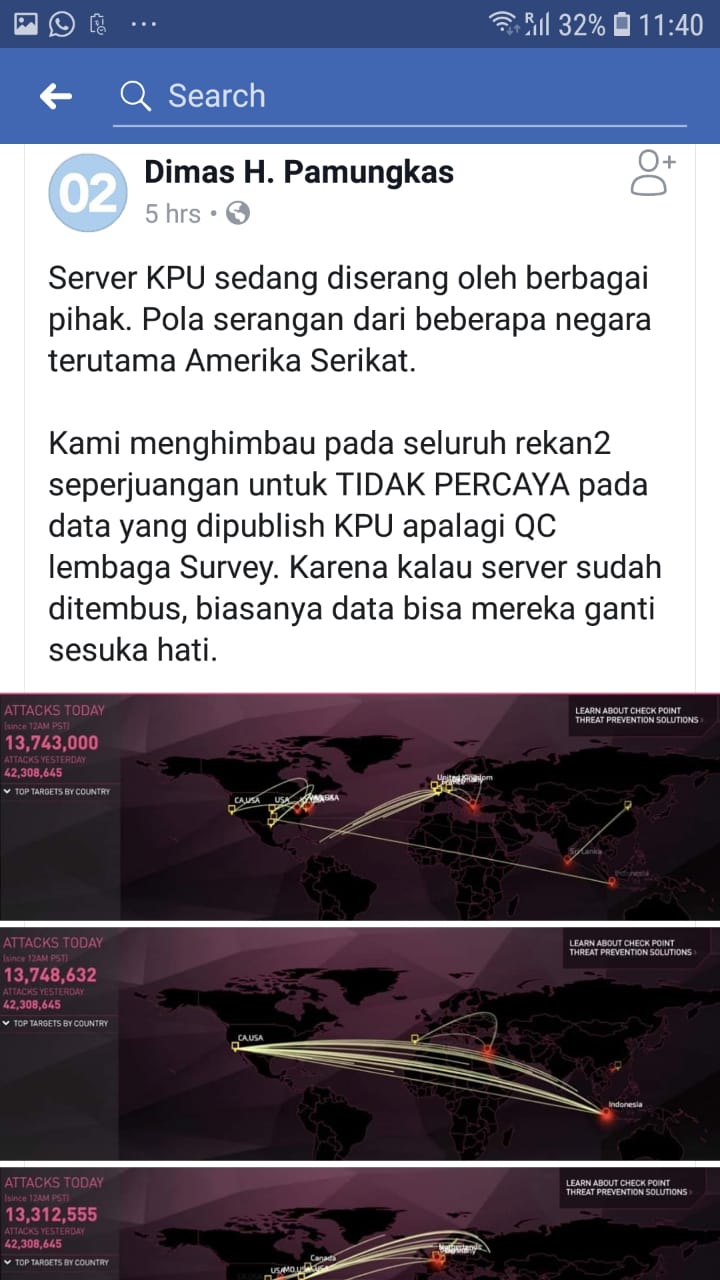 32% 11:40
Search
02
Dimas H. Pamungkas
5 hrs
Server KPU sedang diserang oleh berbagai
pihak. Pola serangan dari beberapa negara
terutama Amerika Serikat.
Kami menghimbau pada seluruh rekan2
seperjuangan untuk TIDAK PERCAYA pada
data yang dipublish KPU apalagi QC
lembaga Survey. Karena kalau server sudah
ditembus, biasanya data bisa mereka ganti
sesuka hati.
ATTACKS TODAY
(since 12AM PST)
13,743,000
ATTACKS YESTERDAY
42,308,645
TOP TARGETS BY COUNTRY
LEARN ABOUT CHECK POINT
THREAT PREVENTION SOLUTIONS
CA,USA
USA
United Kingdom
Sri Lanka
Indonesia
ATTACKS TODAY
(since 12AM PST)
13,748,632
ATTACKS YESTERDAY
42,308,645
TOP TARGETS BY COUNTRY
LEARN ABOUT CHECK POINT
THREAT PREVENTION SOLUTIONS
CA,USA
Indonesia
ATTACKS TODAY
(since 12AM PST)
13,312,555
ATTACKS YESTERDAY
42,308,645
TOP TARGETS BY COUNTRY
LEARN ABOUT CHECK POINT
THREAT PREVENTION SOLUTIONS
Canada